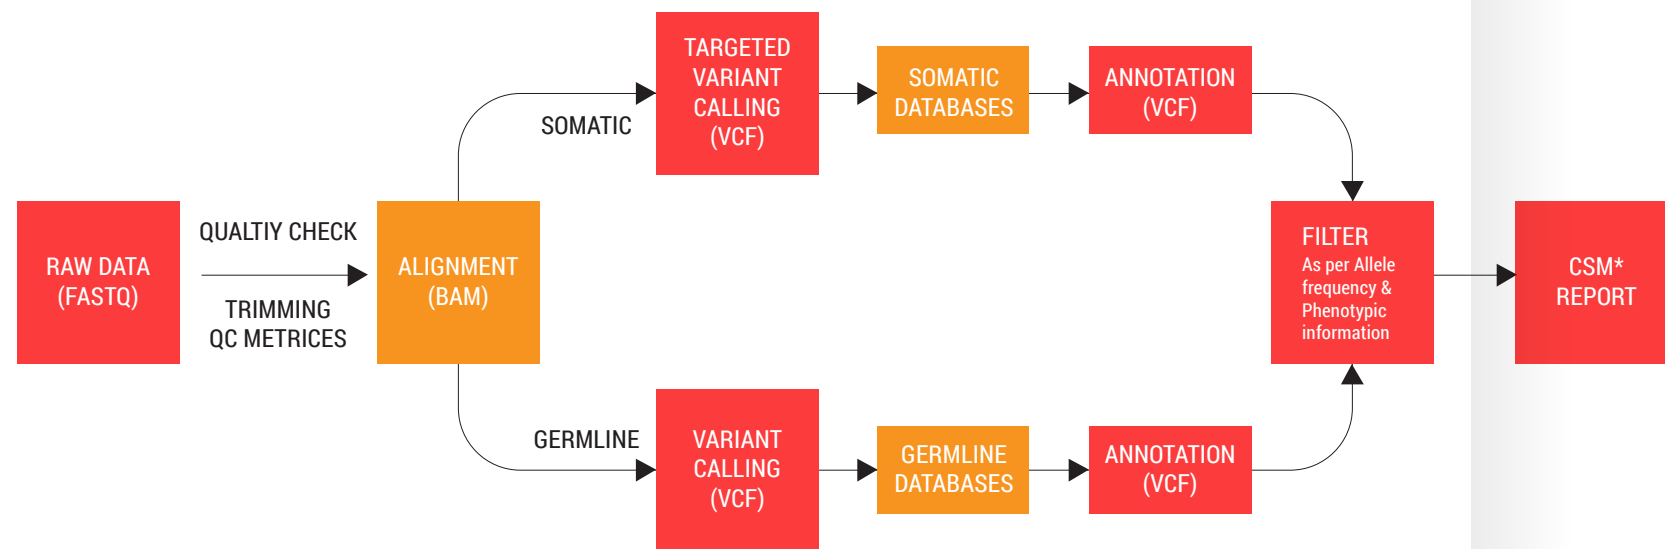 RAW DATA
(FASTQ)
QUALTIY CHECK
TRIMMING
QC METRICES
ALIGNMENT
(BAM)
SOMATIC
TARGETED
VARIANT
CALLING
(VCF)
SOMATIC
DATABASES
ANNOTATION
(VCF)
GERMLINE
VARIANT
CALLING
(VCF)
GERMLINE
DATABASES
ANNOTATION
(VCF)
FILTER
As per Allele
frequency &
Phenotypic
information
CSM*
REPORT